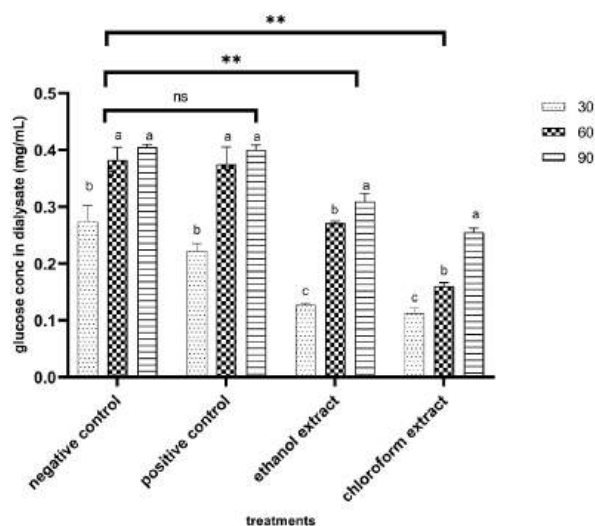 **
**
ns
0.5
0.4
0.3
0.2
0.1
0.0
glucose conc in dialysate (mg/mL)
b a a
b a a
c b a
c b a
30
60
90
negative control
positive control
ethanol extract
chloroform extract
treatments